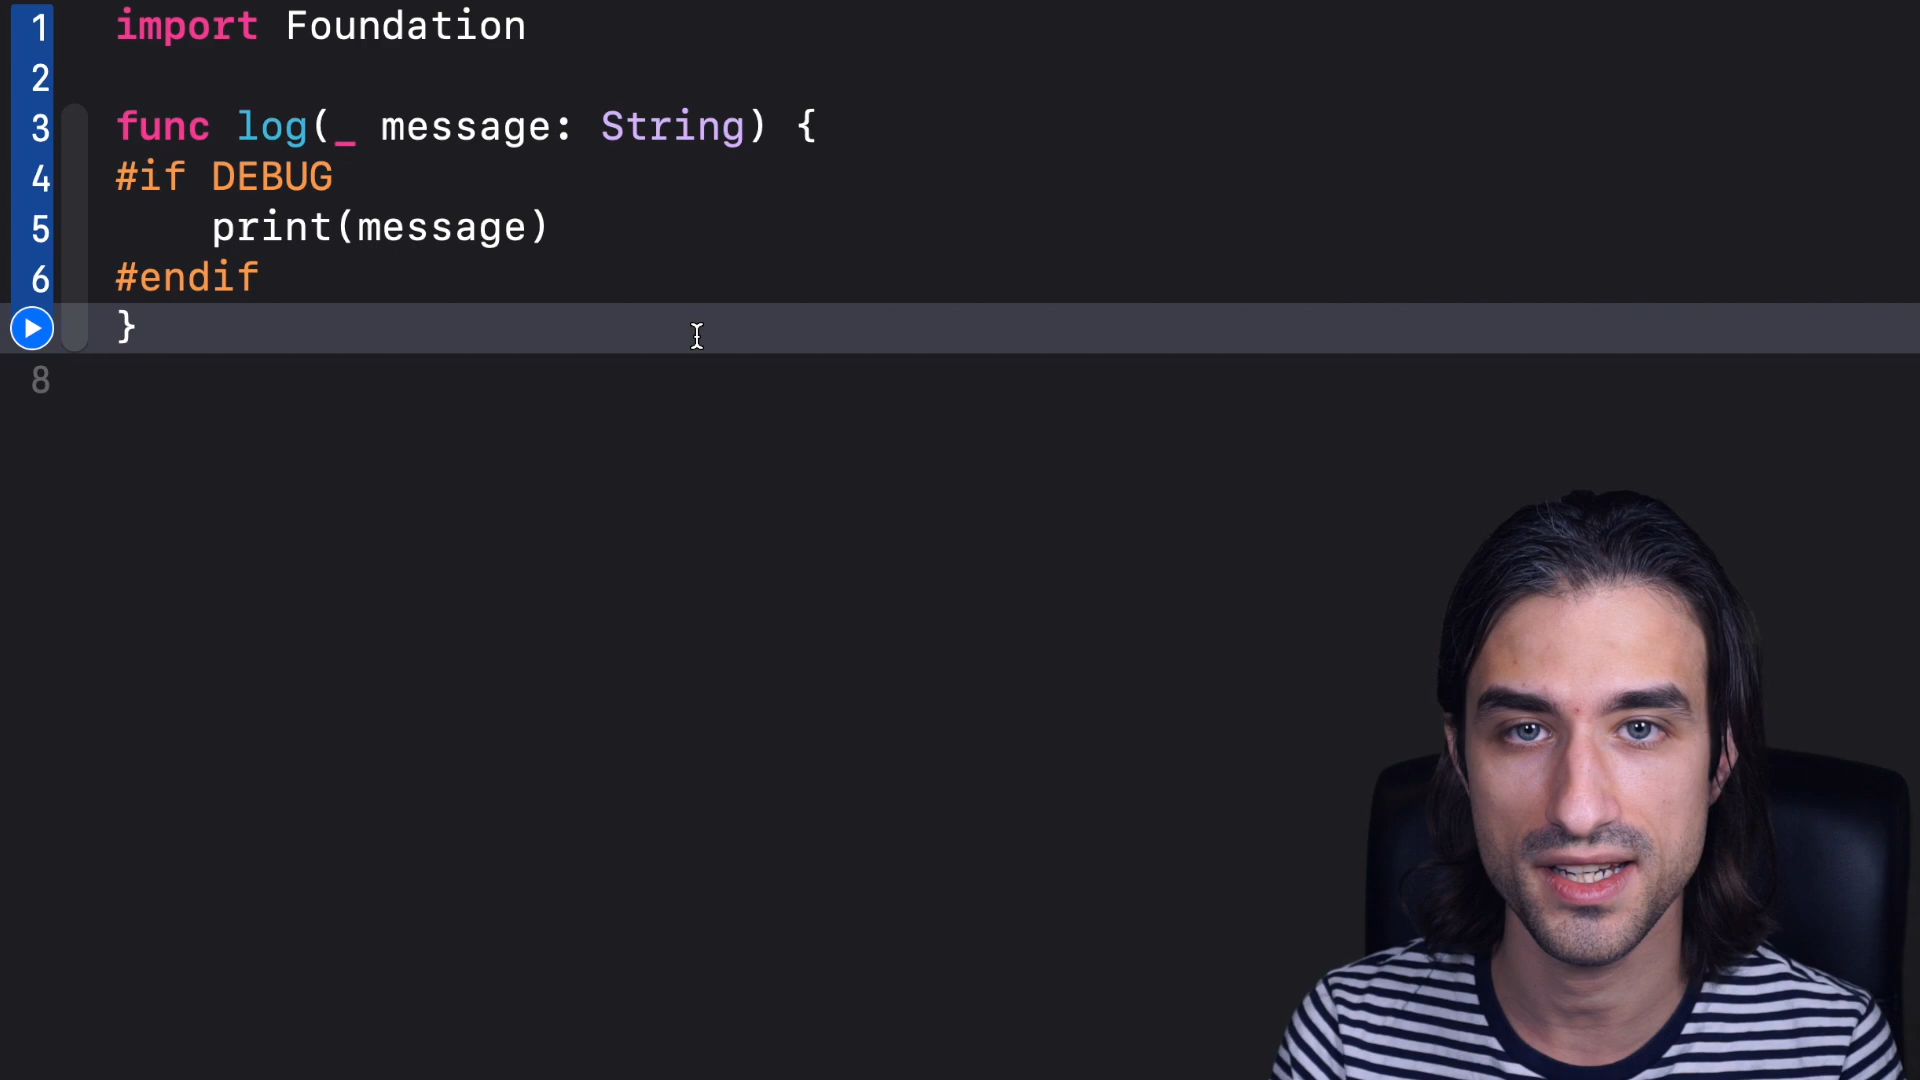 1 import Foundation
2
3 func log(_ message: String) {
4 #if DEBUG
5     print(message)
6 #endif
}
8